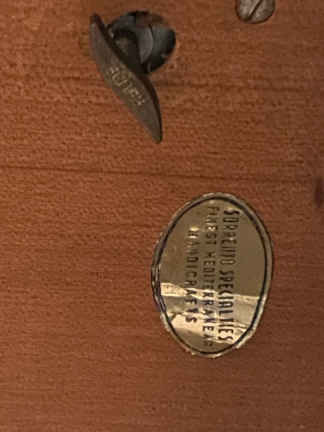 SORRENTO SPECIALTIES
FINEST MEDITERRANEAN
HANDICRAFTS